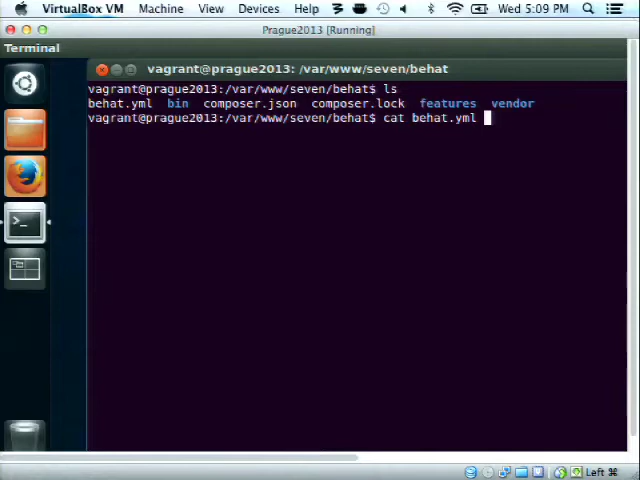 VirtualBox VM Machine View Devices Help Wed 5:09 PM
Prague2013 [Running]
Terminal
vagrant@prague2013: /var/www/seven/behat
vagrant@prague2013:/var/www/seven/behat$ ls
behat.yml bin composer.json composer.lock features vendor
vagrant@prague2013:/var/www/seven/behat$ cat behat.yml
Left ⌘